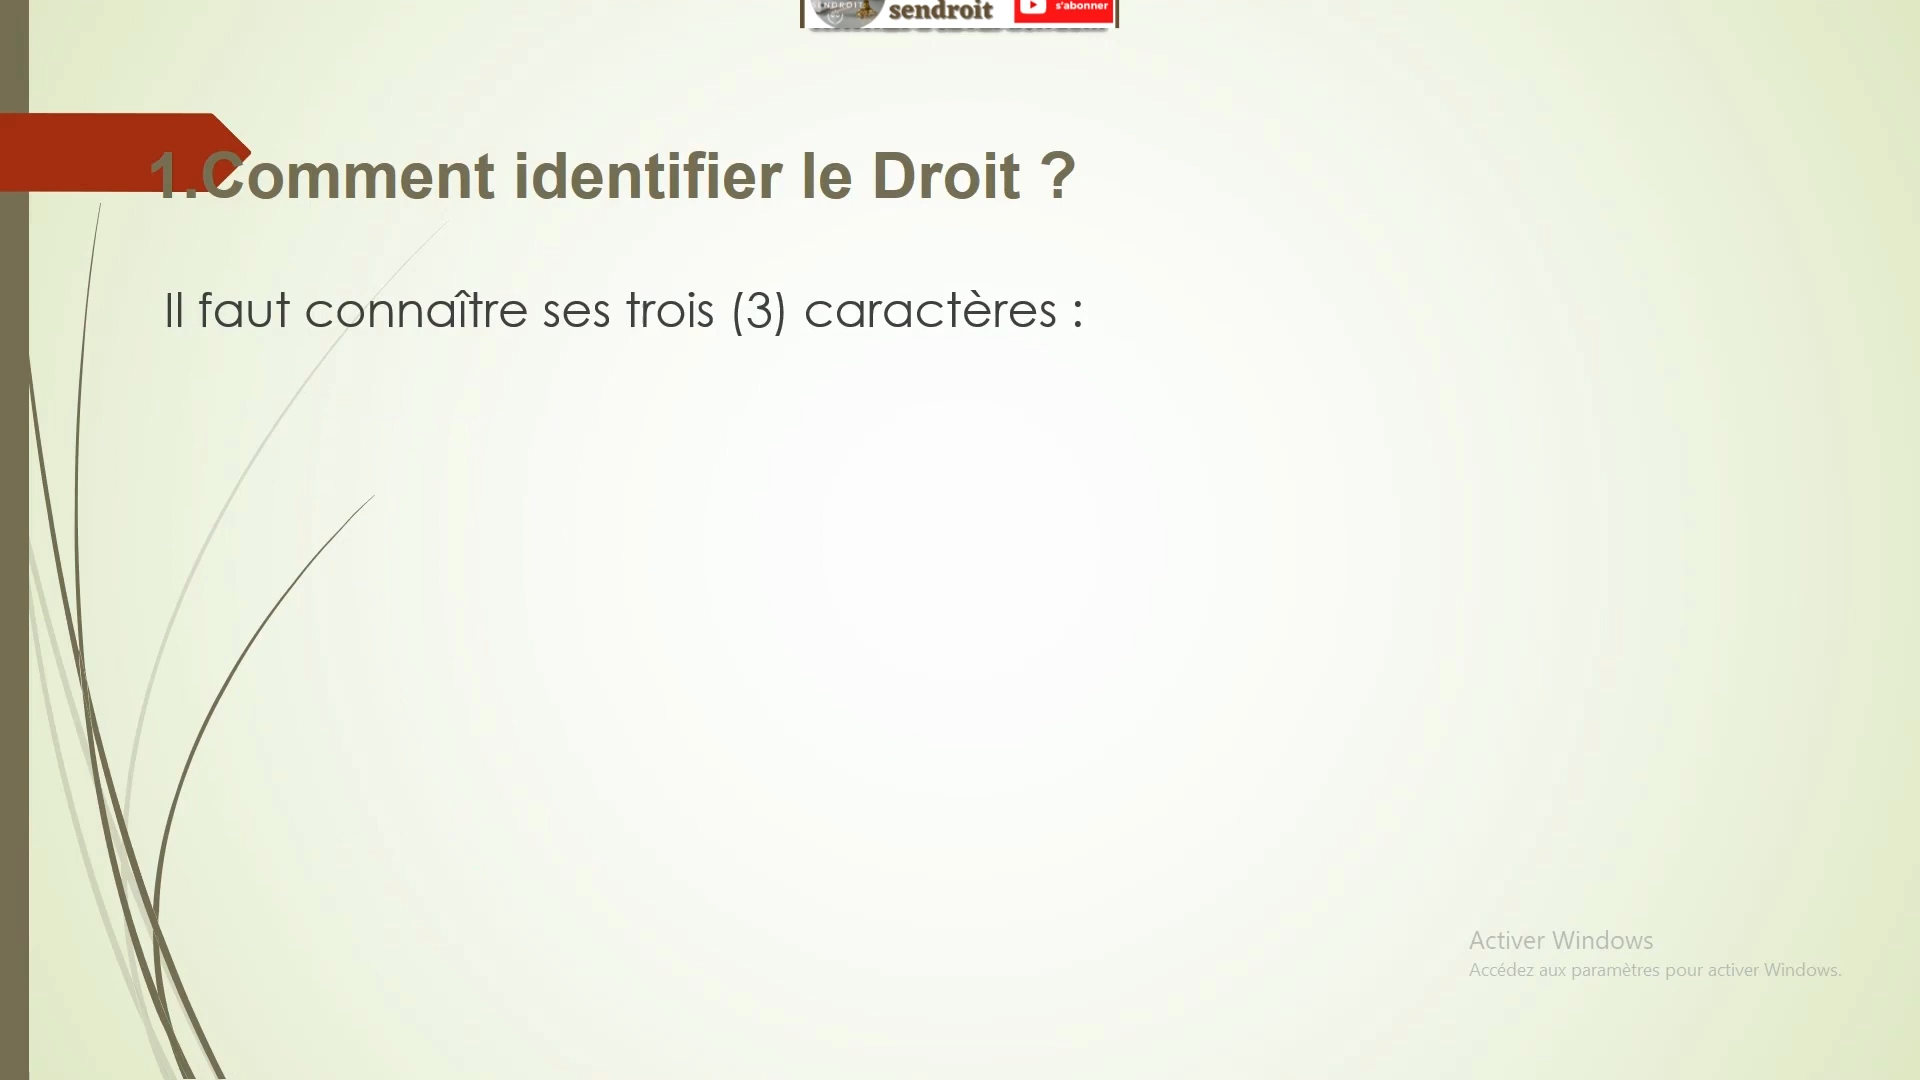 SENDROIT
sendroit
s'abonner
1.Comment identifier le Droit ?
Il faut connaître ses trois (3) caractères :
Activer Windows
Accédez aux paramètres pour activer Windows.